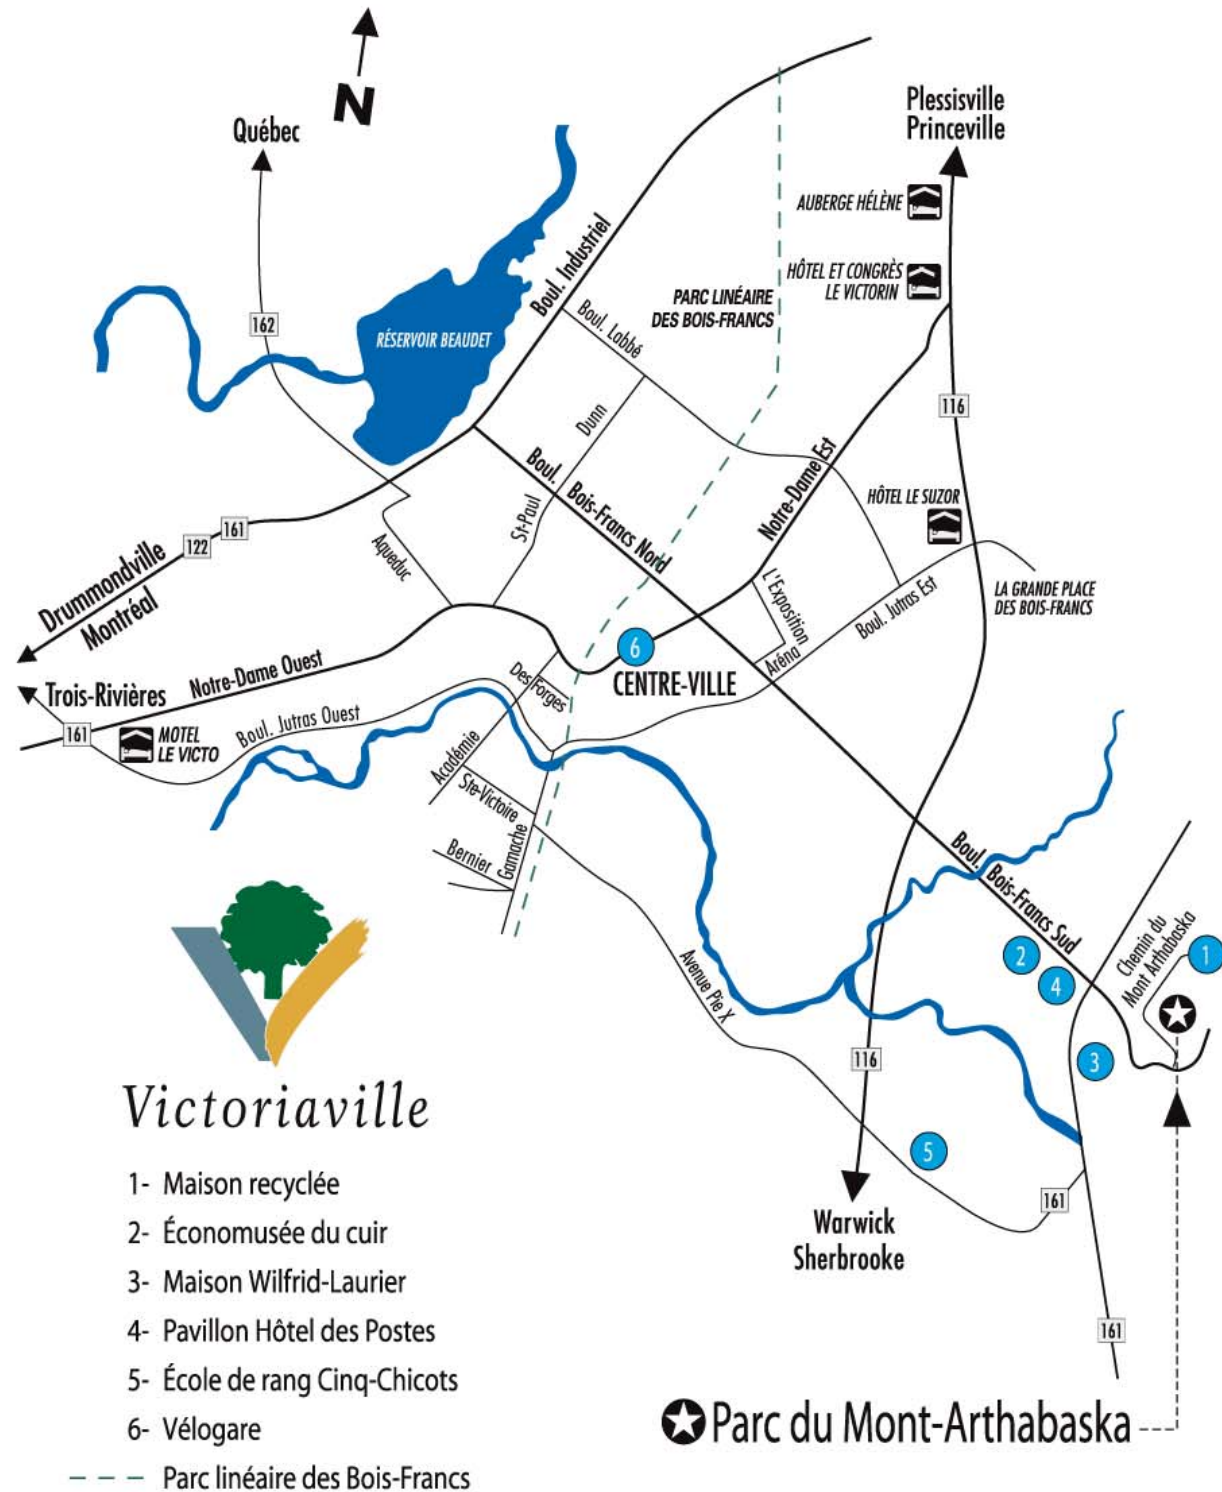 N
Québec
Plessisville
Princeville
AUBERGE HÉLÈNE
HÔTEL ET CONGRÈS
LE VICTORIN
Boul. Industriel
PARC LINÉAIRE
DES BOIS-FRANCS
Boul. Labbé
162
RÉSERVOIR BEAUDET
116
Dunn
Boul. Bois-Francs Nord
Notre-Dame Est
HÔTEL LE SUZOR
St-Paul
161
122
Aqueduc
Drummondville
Montréal
L'Exposition
Boul. Jutras Est
LA GRANDE PLACE
DES BOIS-FRANCS
6
Aréna
CENTRE-VILLE
Notre-Dame Ouest
Des Forges
Trois-Rivières
161
MOTEL
LE VICTO
Boul. Jutras Ouest
Académie
Ste-Victoire
Gamache
Bernier
Boul. Bois-Francs Sud
Chemin du
Mont Arthabaska
1
2
4
Avenue Pie X
3
116
5
161
Warwick
Sherbrooke
161
Victoriaville
1- Maison recyclée
2- Économusée du cuir
3- Maison Wilfrid-Laurier
4- Pavillon Hôtel des Postes
5- École de rang Cinq-Chicots
6- Vélogare
Parc linéaire des Bois-Francs
Parc du Mont-Arthabaska